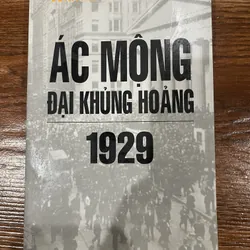 ÁC MỘNG
ĐẠI KHỦNG HOẢNG
1929